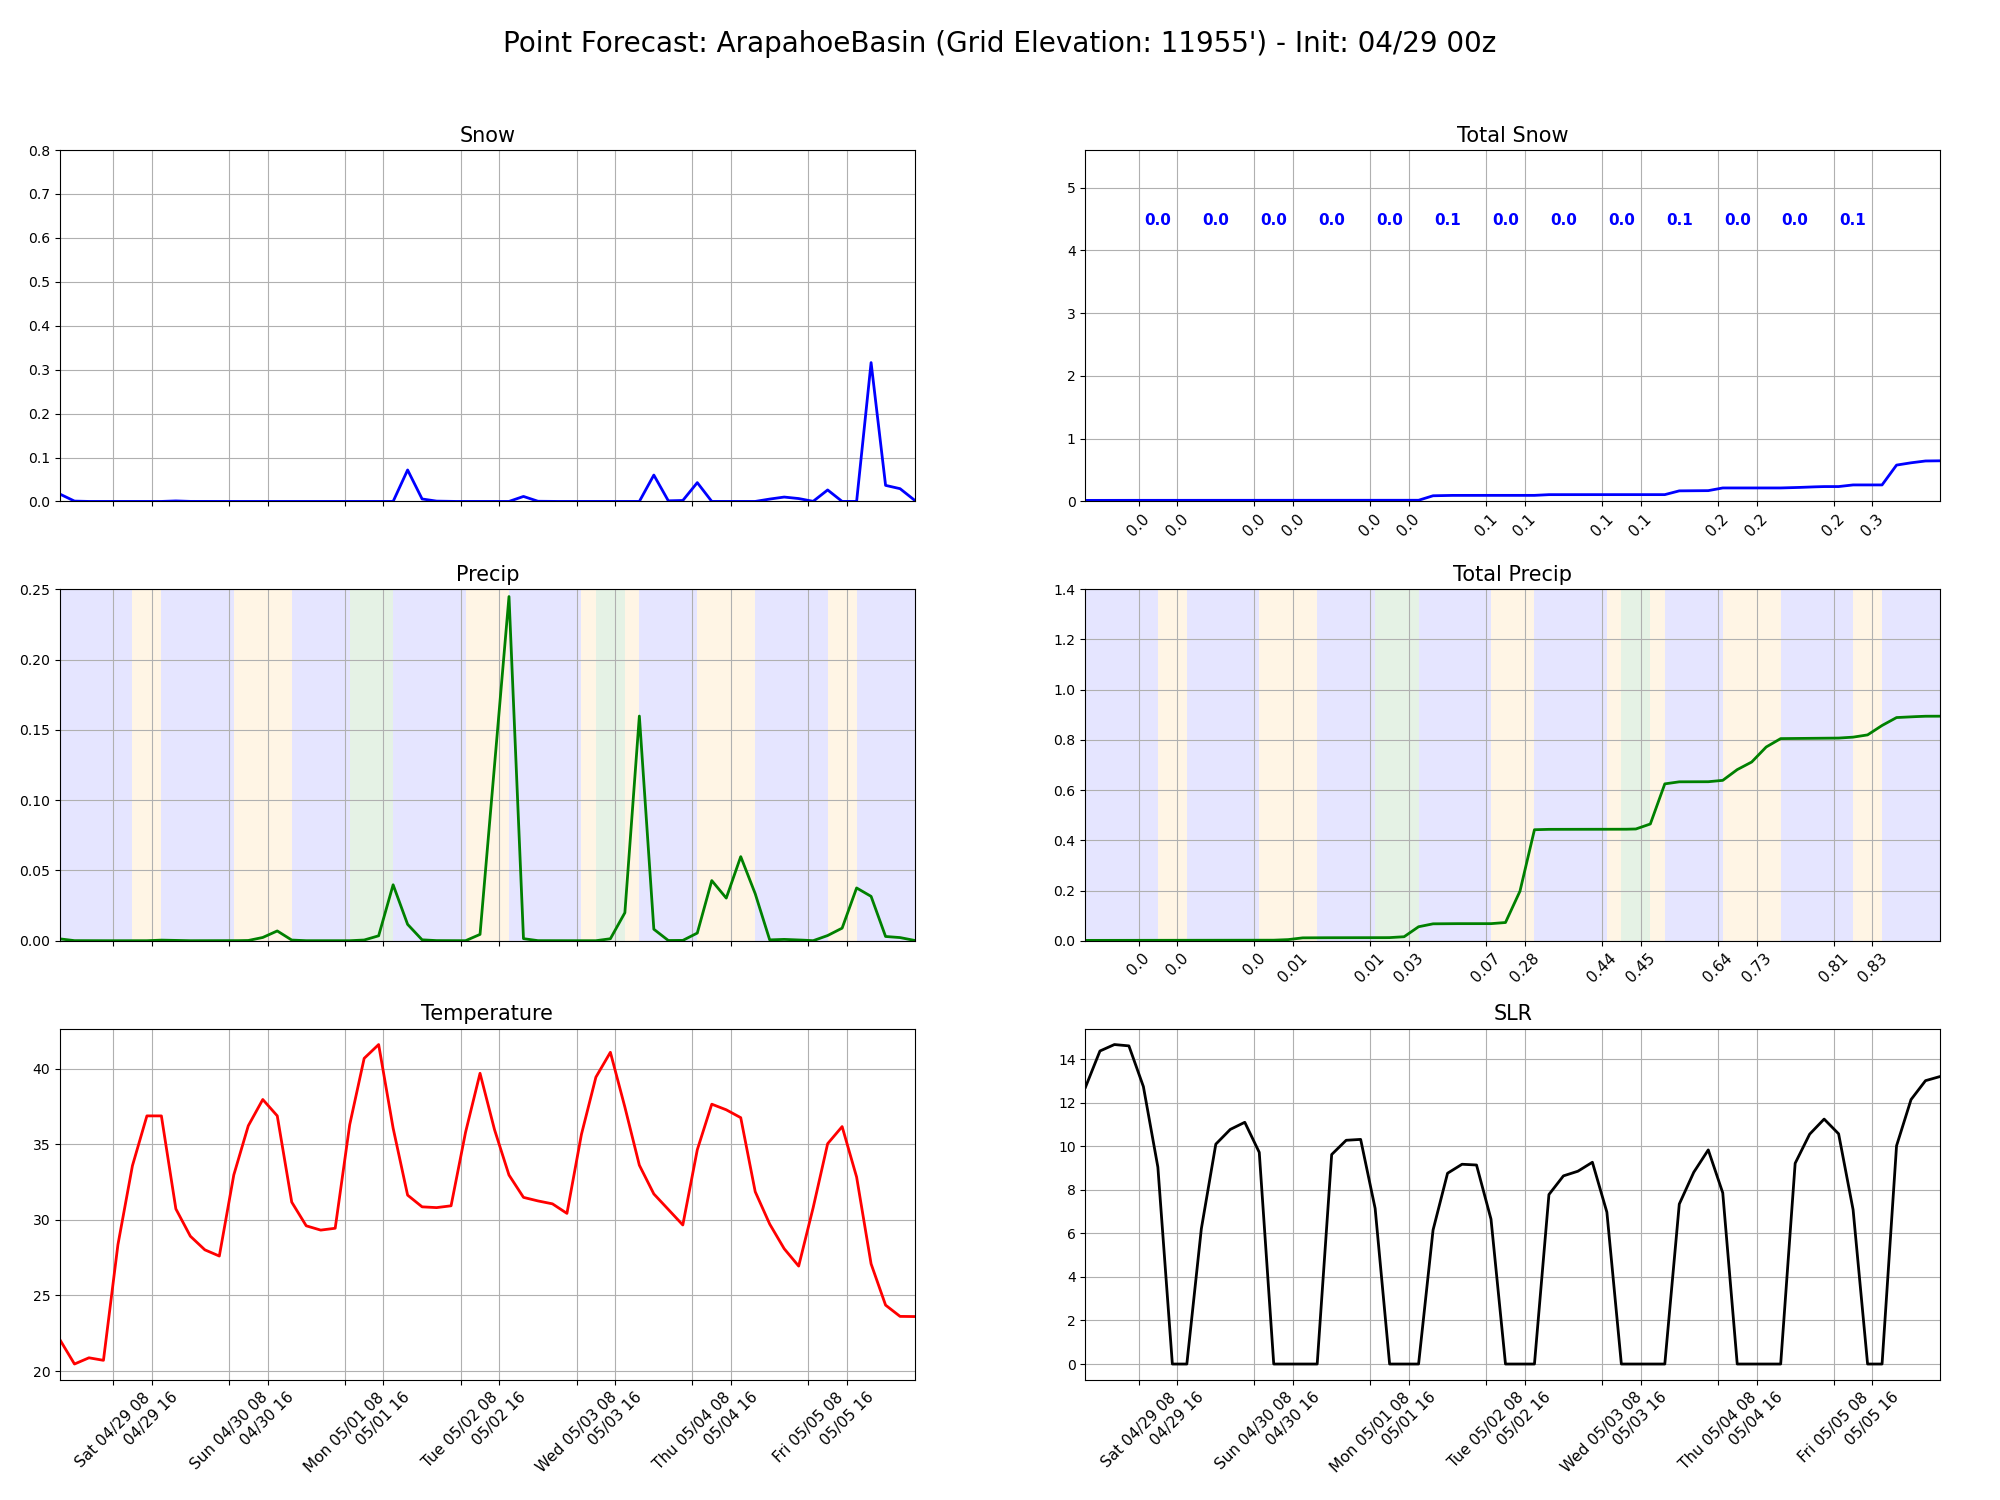 Point Forecast: ArapahoeBasin (Grid Elevation: 11955') - Init: 04/29 00z
Snow
0.8
0.7
0.6
0.5
0.4
0.3
0.2
0.1
0.0
Total Snow
5
4
3
2
1
0
0.0 0.0 0.0 0.0 0.0 0.1 0.0 0.0 0.0 0.1 0.0 0.0 0.1
0.0 0.0 0.0 0.0 0.0 0.0 0.1 0.1 0.1 0.1 0.2 0.2 0.2 0.3
Precip
0.25
0.20
0.15
0.10
0.05
0.00
Total Precip
1.4
1.2
1.0
0.8
0.6
0.4
0.2
0.0
0.0 0.0 0.0 0.01 0.01 0.03 0.07 0.28 0.44 0.45 0.64 0.73 0.81 0.83
Temperature
40
35
30
25
20
Sat 04/29 08
04/29 16
Sun 04/30 08
04/30 16
Mon 05/01 08
05/01 16
Tue 05/02 08
05/02 16
Wed 05/03 08
05/03 16
Thu 05/04 08
05/04 16
Fri 05/05 08
05/05 16
SLR
14
12
10
8
6
4
2
0
Sat 04/29 08
04/29 16
Sun 04/30 08
04/30 16
Mon 05/01 08
05/01 16
Tue 05/02 08
05/02 16
Wed 05/03 08
05/03 16
Thu 05/04 08
05/04 16
Fri 05/05 08
05/05 16